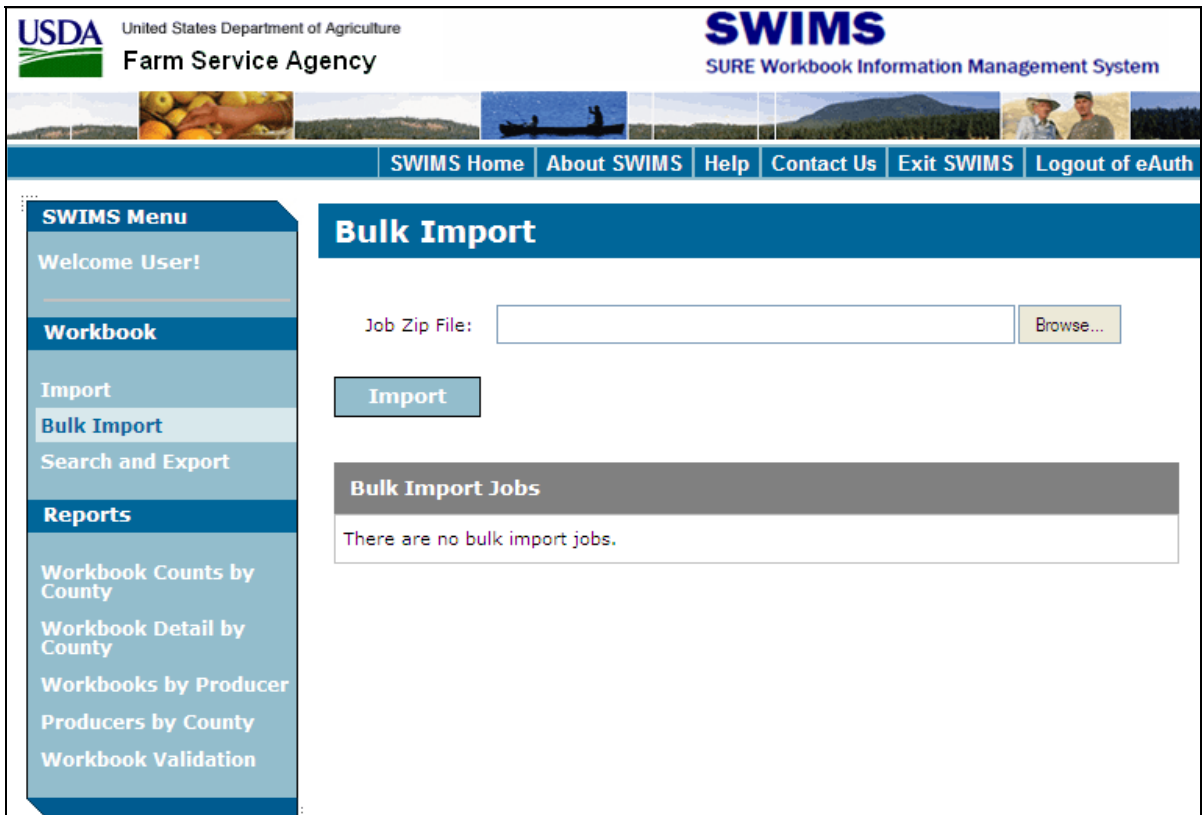 USDA
United States Department of Agriculture
Farm Service Agency
SWIMS
SURE Workbook Information Management System
SWIMS Home
About SWIMS
Help
Contact Us
Exit SWIMS
Logout of eAuth
SWIMS Menu
Welcome User!
Workbook
Import
Bulk Import
Search and Export
Reports
Workbook Counts by
County
Workbook Detail by
County
Workbooks by Producer
Producers by County
Workbook Validation
Bulk Import
Job Zip File:
Browse...
Import
Bulk Import Jobs
There are no bulk import jobs.